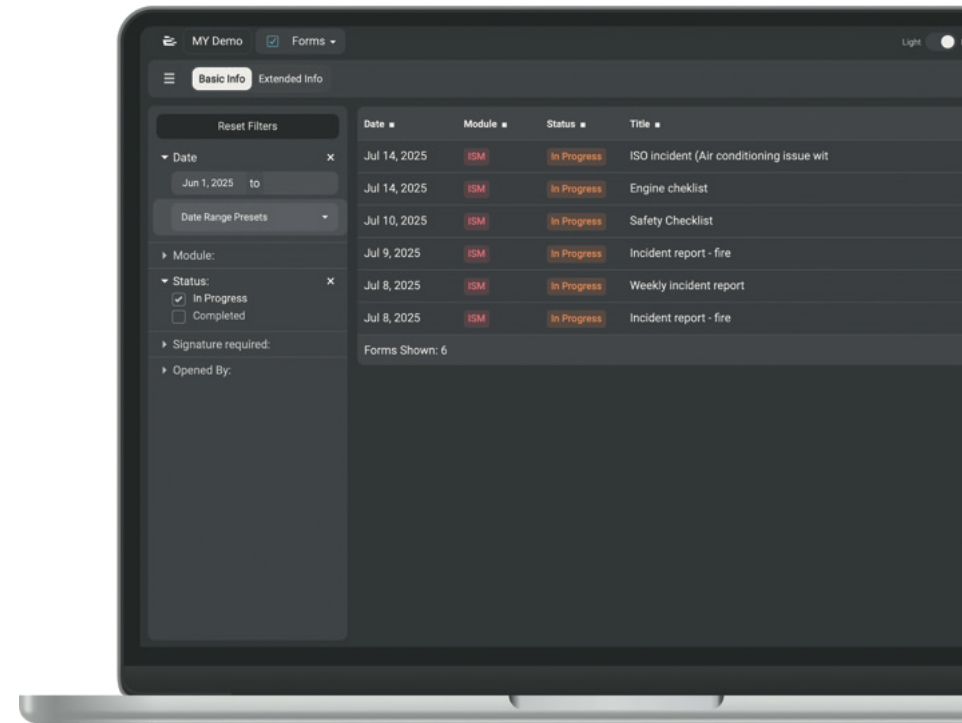 MY Demo Forms Light
Basic Info Extended Info
Reset Filters
Date
Jun 1, 2025 to
Date Range Presets
Module:
Status:
In Progress
Completed
Signature required:
Opened By:
Date Module Status Title
Jul 14, 2025 ISM In Progress ISO incident (Air conditioning issue wit
Jul 14, 2025 ISM In Progress Engine cheklist
Jul 10, 2025 ISM In Progress Safety Checklist
Jul 9, 2025 ISM In Progress Incident report - fire
Jul 8, 2025 ISM In Progress Weekly incident report
Jul 8, 2025 ISM In Progress Incident report - fire
Forms Shown: 6